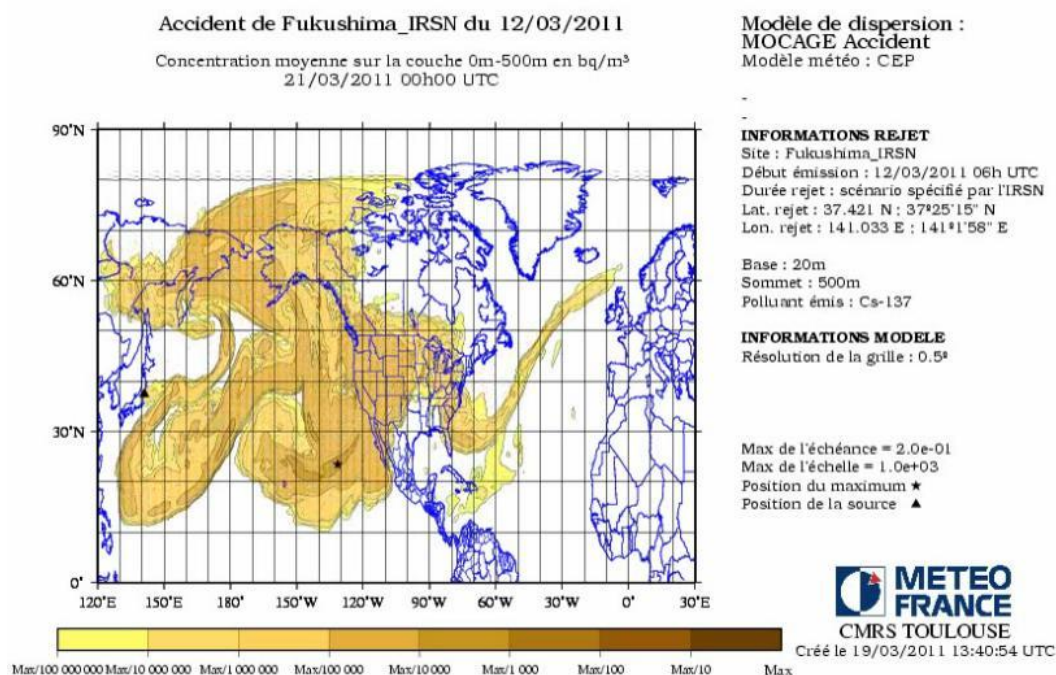 Accident de Fukushima_IRSN du 12/03/2011
Concentration moyenne sur la couche 0m-500m en bq/m³
21/03/2011 00h00 UTC
Modèle de dispersion :
MOCAGE Accident
Modèle météo : CEP
-
-
INFORMATIONS REJET
Site : Fukushima_IRSN
Début émission : 12/03/2011 06h UTC
Durée rejet : scénario spécifié par l'IRSN
Lat. rejet : 37.421 N ; 37º25'15" N
Lon. rejet : 141.033 E ; 141º1'58" E
Base : 20m
Sommet : 500m
Polluant émis : Cs-137
INFORMATIONS MODELE
Résolution de la grille : 0.5º
Max de l'échéance = 2.0e-01
Max de l'échelle = 1.0e+03
Position du maximum ★
Position de la source ▲
90°N
60°N
30°N
0°
120°E 150°E 180° 150°W 120°W 90°W 60°W 30°W 0° 30°E
Max/100 000 000 Max/10 000 000 Max/1 000 000 Max/100 000 Max/10 000 Max/1 000 Max/100 Max/10 Max
METEO
FRANCE
CMRS TOULOUSE
Créé le 19/03/2011 13:40:54 UTC